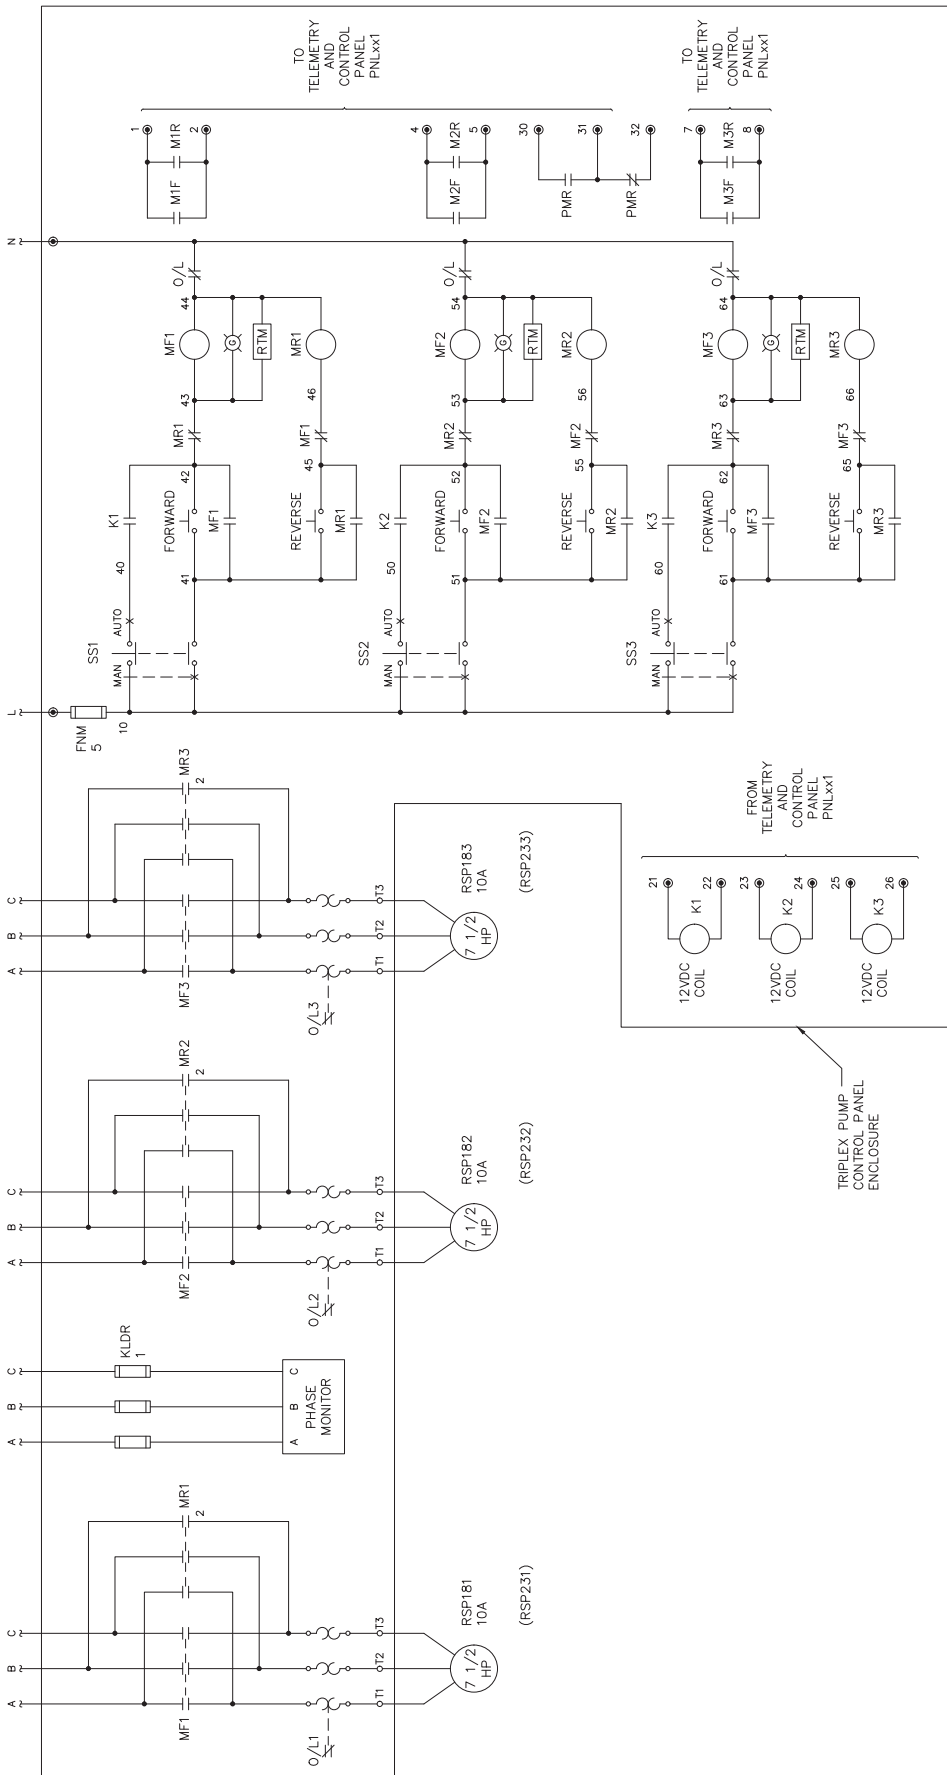 A
B
C
MF1
MR1
2
O/L1
T1
T2
T3
7 1/2
HP
RSP181
10A
(RSP231)
A
B
C
KLDR
1
A
B
C
PHASE
MONITOR
A
B
C
MF2
MR2
2
O/L2
T1
T2
T3
7 1/2
HP
RSP182
10A
(RSP232)
A
B
C
MF3
MR3
2
O/L3
T1
T2
T3
7 1/2
HP
RSP183
10A
(RSP233)
TRIPLEX PUMP
CONTROL PANEL
ENCLOSURE
FROM
TELEMETRY
AND
CONTROL
PANEL
PNLxx1
21
22
23
24
25
26
K1
K2
K3
12VDC
COIL
12VDC
COIL
12VDC
COIL
L
N
FNM
5
10
SS1
MAN
AUTO
40
K1
41
FORWARD
42
MF1
MR1
43
MF1
44
O/L
G
RTM
REVERSE
MR1
45
MF1
46
MR1
SS2
MAN
AUTO
50
K2
51
FORWARD
52
MF2
MR2
53
MF2
54
O/L
G
RTM
REVERSE
MR2
55
MF2
56
MR2
SS3
MAN
AUTO
60
K3
61
FORWARD
62
MF3
MR3
63
MF3
64
O/L
G
RTM
REVERSE
MR3
65
MF3
66
MR3
M1F
M1R
1
2
M2F
M2R
4
5
PMR
PMR
30
31
32
M3F
M3R
7
8
TO
TELEMETRY
AND
CONTROL
PANEL
PNLxx1
TO
TELEMETRY
AND
CONTROL
PANEL
PNLxx1